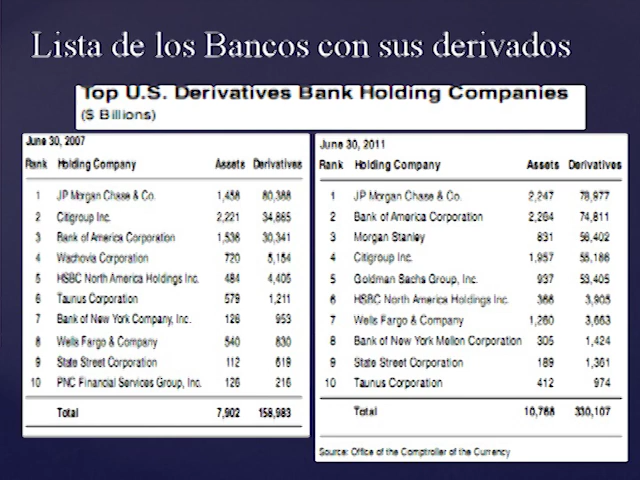 Lista de los Bancos con sus derivados
Top U.S. Derivatives Bank Holding Companies
($ Billions)
June 30, 2007
Rank Holding Company Assets Derivatives
1 JP Morgan Chase & Co. 1,458 80,388
2 Citigroup Inc. 2,221 34,865
3 Bank of America Corporation 1,536 30,341
4 Wachovia Corporation 720 5,154
5 HSBC North America Holdings Inc. 484 4,405
6 Taunus Corporation 579 1,211
7 Bank of New York Company, Inc. 126 953
8 Wells Fargo & Company 540 830
9 State Street Corporation 112 619
10 PNC Financial Services Group, Inc. 126 216
Total 7,902 158,983
June 30, 2011
Rank Holding Company Assets Derivatives
1 JP Morgan Chase & Co. 2,247 78,977
2 Bank of America Corporation 2,264 74,811
3 Morgan Stanley 831 56,402
4 Citigroup Inc. 1,957 55,186
5 Goldman Sachs Group, Inc. 937 53,405
6 HSBC North America Holdings Inc. 366 3,905
7 Wells Fargo & Company 1,260 3,663
8 Bank of New York Mellon Corporation 305 1,424
9 State Street Corporation 189 1,361
10 Taunus Corporation 412 974
Total 10,768 330,107
Source: Office of the Comptroller of the Currency